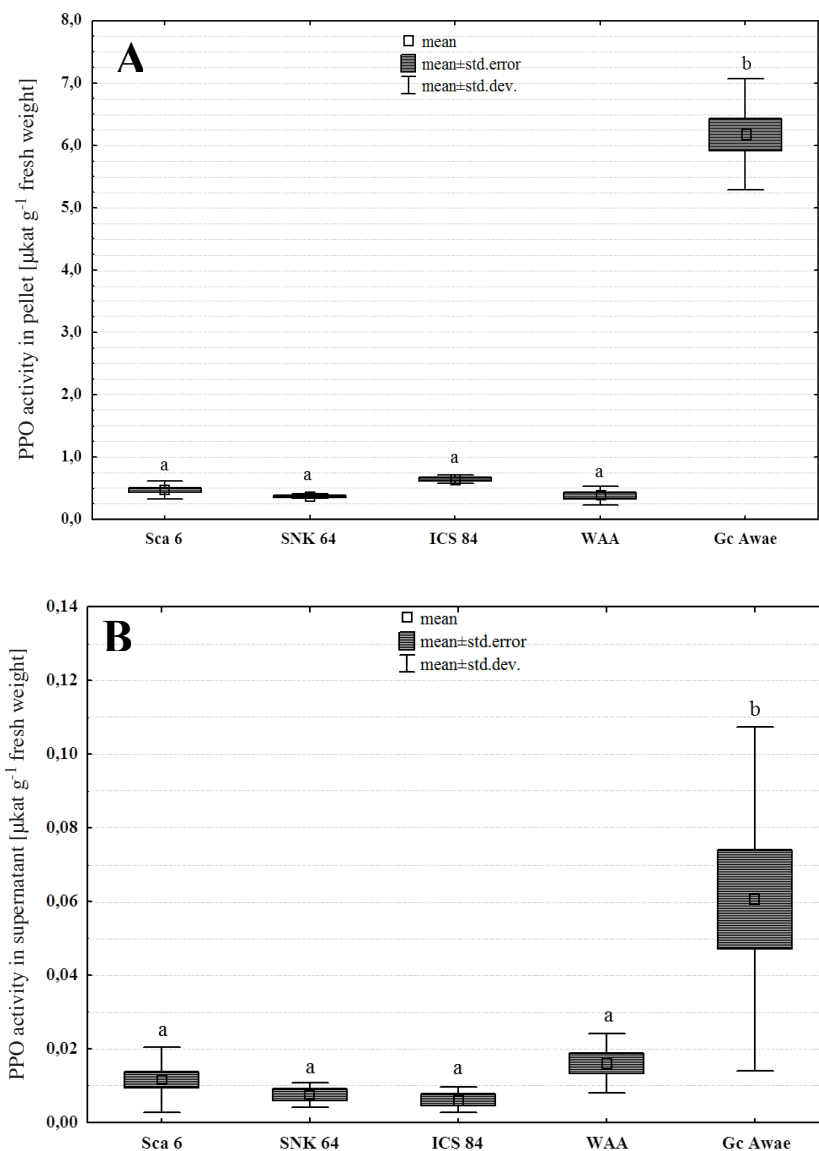 A
mean
mean±std.error
mean±std.dev.
PPO activity in pellet [µkat g⁻¹ fresh weight]
8,0
7,0
6,0
5,0
4,0
3,0
2,0
1,0
0,0
a
a
a
a
b
Sca 6
SNK 64
ICS 84
WAA
Gc Awae
B
mean
mean±std.error
mean±std.dev.
PPO activity in supernatant [µkat g⁻¹ fresh weight]
0,14
0,12
0,10
0,08
0,06
0,04
0,02
0,00
a
a
a
a
b
Sca 6
SNK 64
ICS 84
WAA
Gc Awae